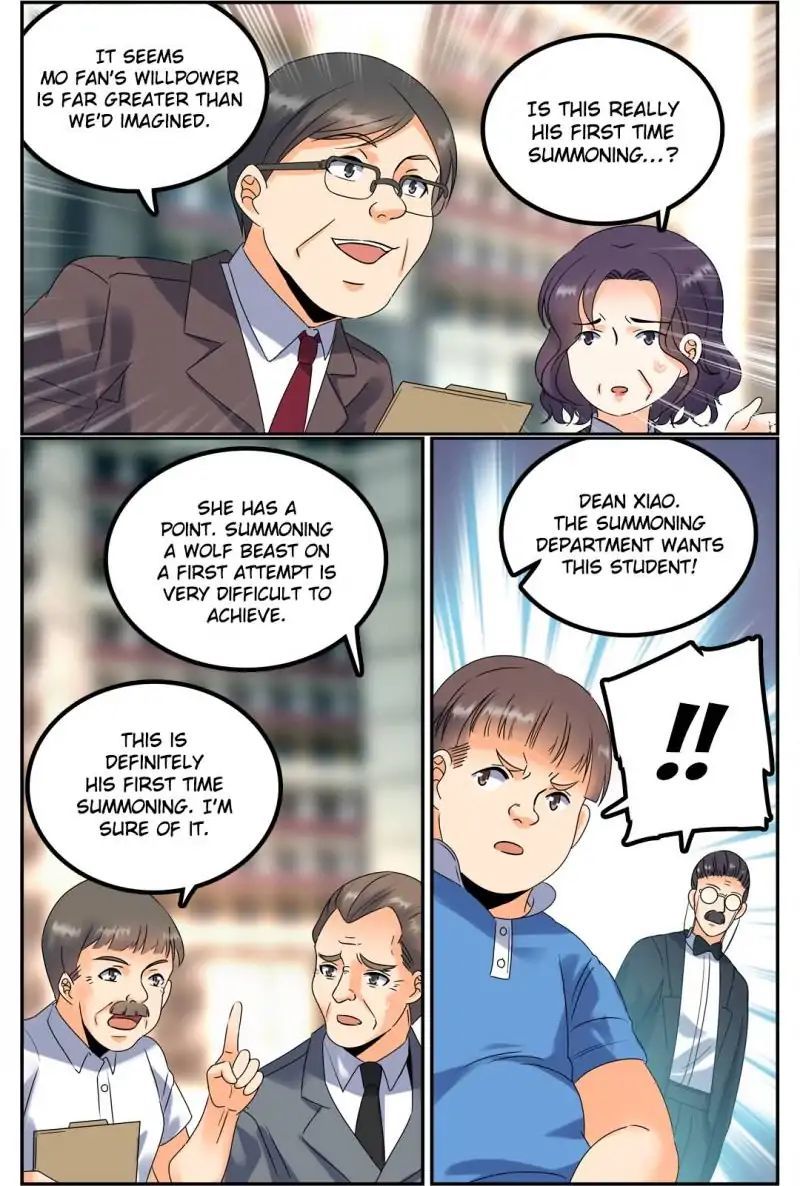 IT SEEMS
MO FAN'S WILLPOWER
IS FAR GREATER THAN
WE'D IMAGINED.
IS THIS REALLY
HIS FIRST TIME
SUMMONING...?
SHE HAS A
POINT. SUMMONING
A WOLF BEAST ON
A FIRST ATTEMPT IS
VERY DIFFICULT TO
ACHIEVE.
THIS IS
DEFINITELY
HIS FIRST TIME
SUMMONING. I'M
SURE OF IT.
DEAN XIAO.
THE SUMMONING
DEPARTMENT WANTS
THIS STUDENT!
!!